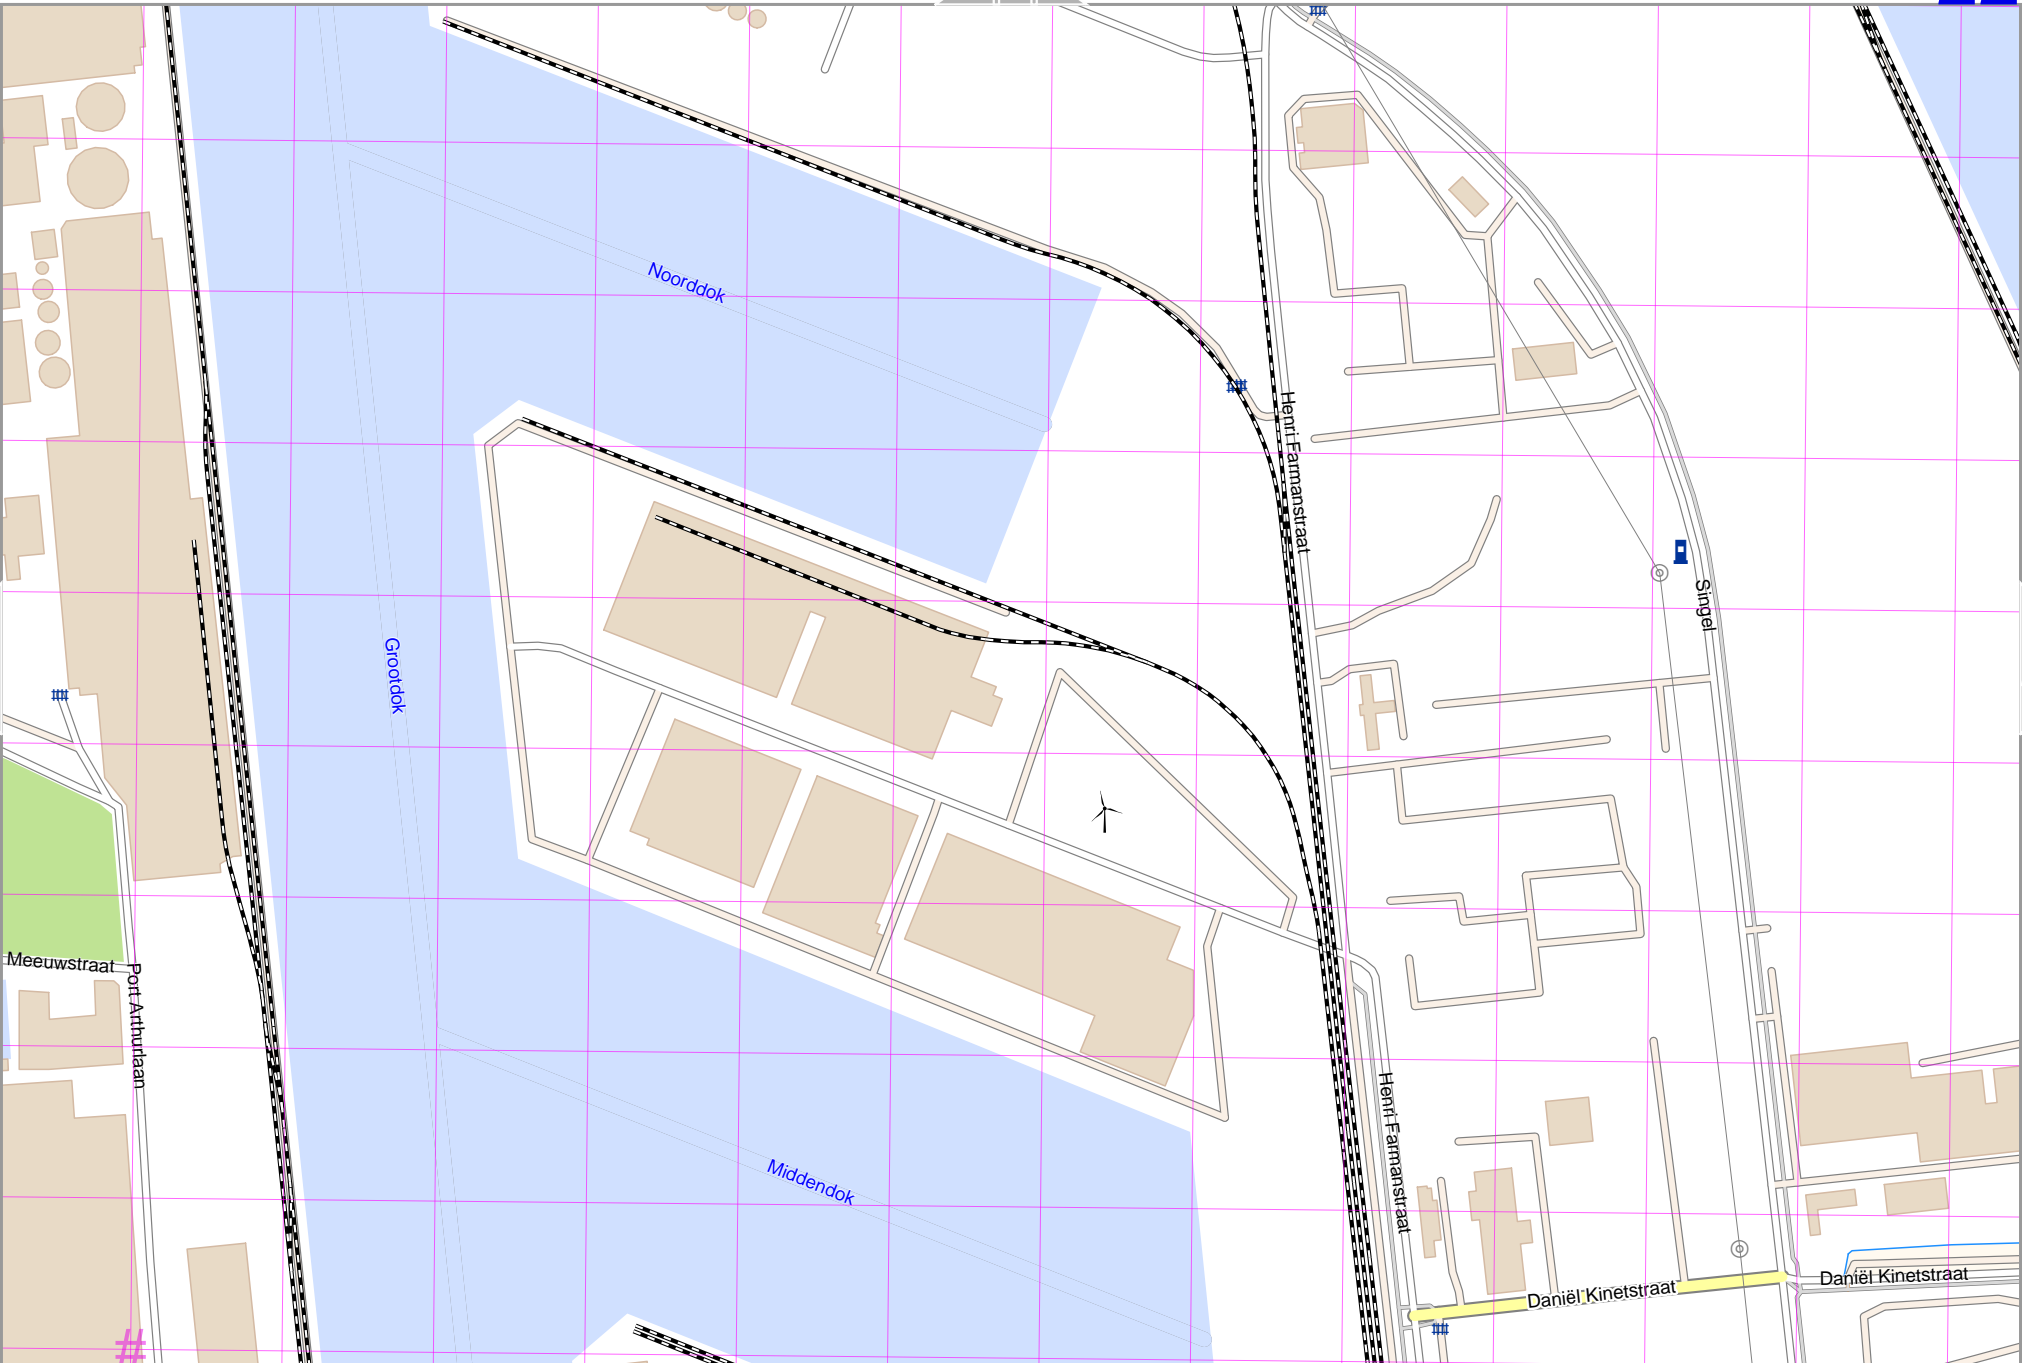 Noorddok
Henri Farmanstraat
Singel
Grootdok
Meeuwstraat
Port Arthurlaan
Henri Farmanstraat
Middendok
Daniël Kinetstraat
Daniël Kinetstraat
#